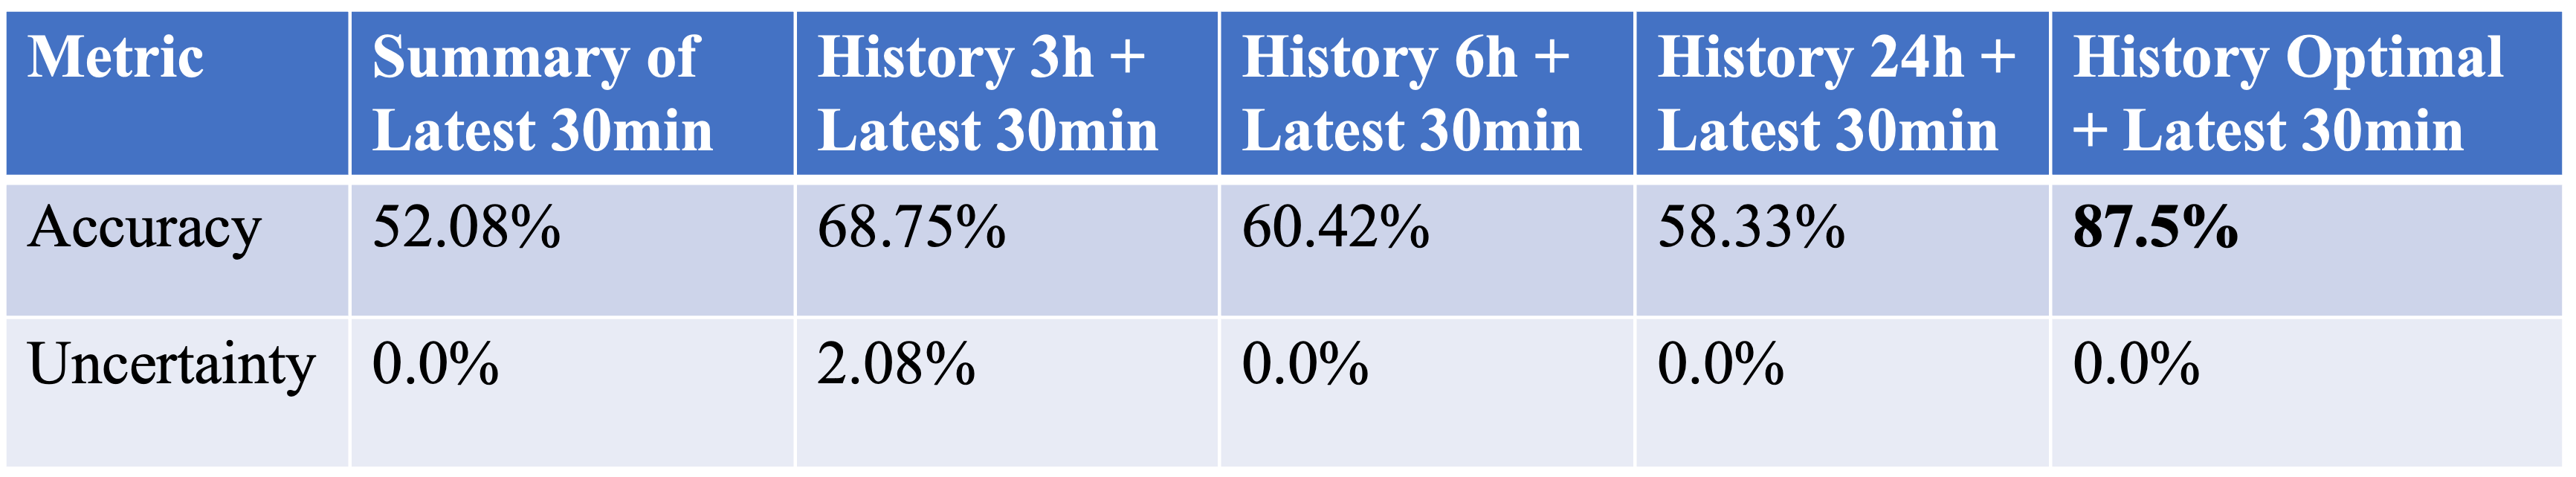 Metric
Summary of
Latest 30min
History 3h +
Latest 30min
History 6h +
Latest 30min
History 24h +
Latest 30min
History Optimal
+ Latest 30min
Accuracy
52.08%
68.75%
60.42%
58.33%
87.5%
Uncertainty
0.0%
2.08%
0.0%
0.0%
0.0%